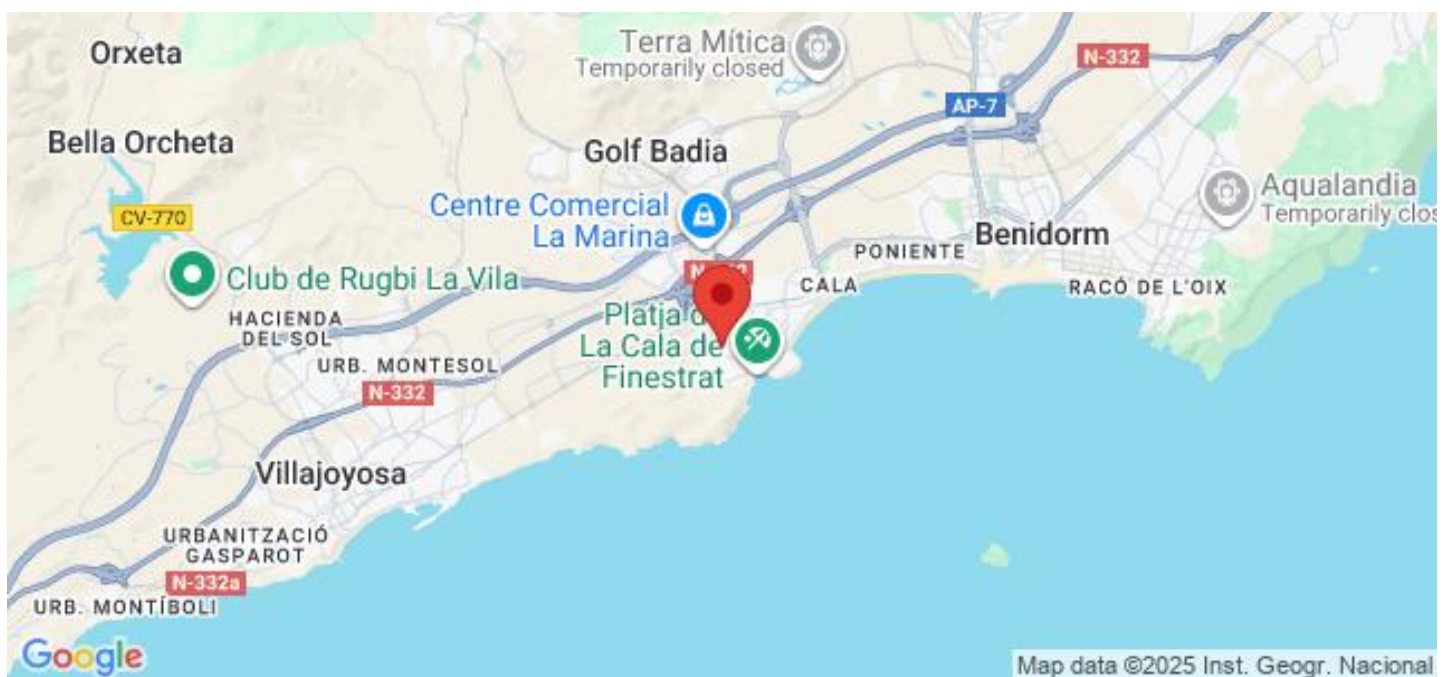 Orxeta
Terra Mítica
Temporarily closed
N-332
AP-7
Bella Orcheta
Golf Badia
CV-770
Centre Comercial
La Marina
Aqualandia
Temporarily clos
Benidorm
PONIENTE
Club de Rugbi La Vila
CALA
RACÓ DE L'OIX
HACIENDA
DEL SOL
Platja
La Cala de
Finestrat
URB. MONTESOL
N-332
Villajoyosa
URBANITZACIÓ
GASPAROT
N-332a
URB. MONTÍBOLI
Google
Map data ©2025 Inst. Geogr. Nacional